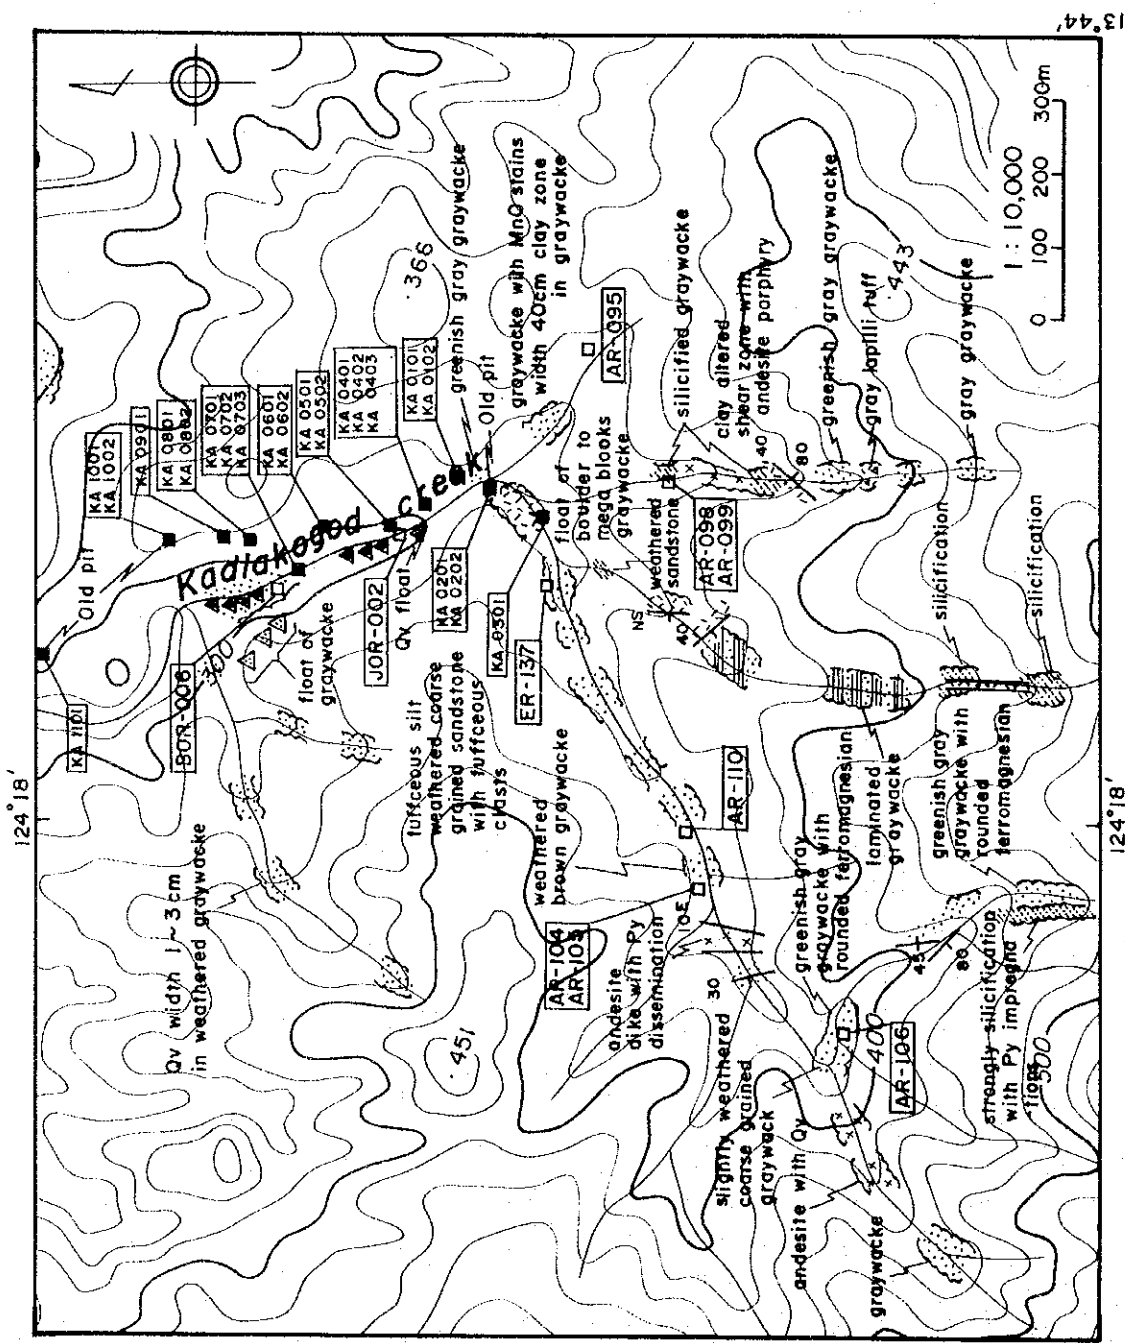 13°44'
124°18'
124°18'
1 : 10,000
0 100 200 300m
KA 1101
Old pit
KA 1001
KA 1002
KA 0901
KA 0801
KA 0802
KA 0701
KA 0702
KA 0703
KA 0601
KA 0602
KA 0501
KA 0502
KA 0401
KA 0402
KA 0403
KA 0101
KA 0102
366
greenish gray graywacke
Old pit
graywacke with MnO stains
width 40cm clay zone
in graywacke
AR-095
Kadlakogod creek
BOR-006
300
float of
graywacke
JOR-002
Qv float
KA 0201
KA 0202
KA 0301
ER-137
float of
boulder to
mega blooks
graywacke
weathered
sandstone
NS
40
AR-098
AR-099
silicified graywacke
clay altered
shear zone with
andesite porphyry
40
80
greenish gray graywacke
gray lapilli tuff
443
gray graywacke
silicification
silicification
Qv width 1~3cm
in weathered graywacke
tuffceous silt
weathered coarse
grained sandstone
with tuffceous
clasts
weathered
brown graywacke
451
AR-104
AR-105
andesite
dike with Py
dissemination
10E
30
AR-110
greenish gray
graywacke with
rounded ferromagnesian
laminated
graywacke
greenish gray
graywacke with
rounded
ferromagnesian
slightly weathered
coarse grained
graywack
andesite with Qv
graywacke
400
AR-106
45
80
strongly silicification
with Py impregna
tions
500